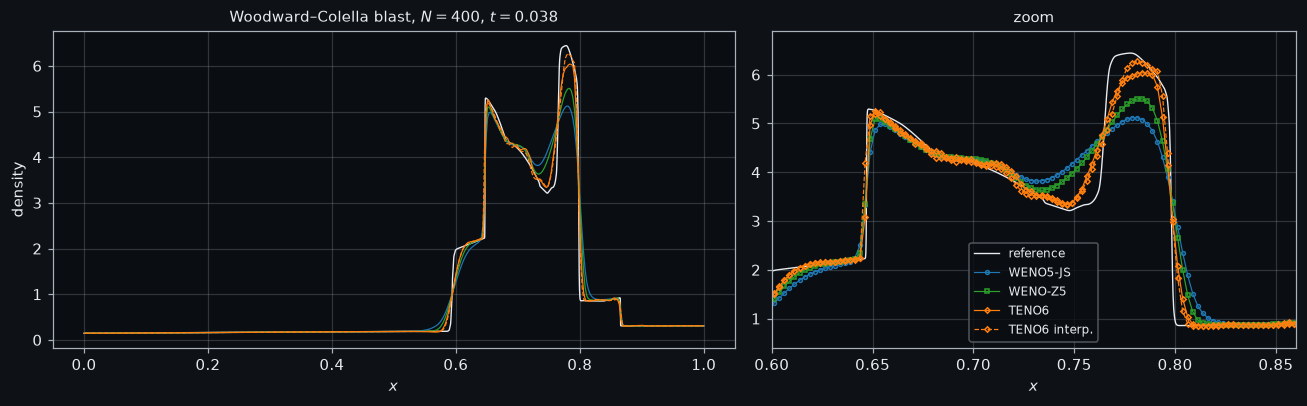 Woodward–Colella blast, N = 400, t = 0.038
density
6
5
4
3
2
1
0
0.0 0.2 0.4 0.6 0.8 1.0
x
zoom
6
5
4
3
2
1
reference
WENO5-JS
WENO-Z5
TENO6
TENO6 interp.
0.60 0.65 0.70 0.75 0.80 0.85
x